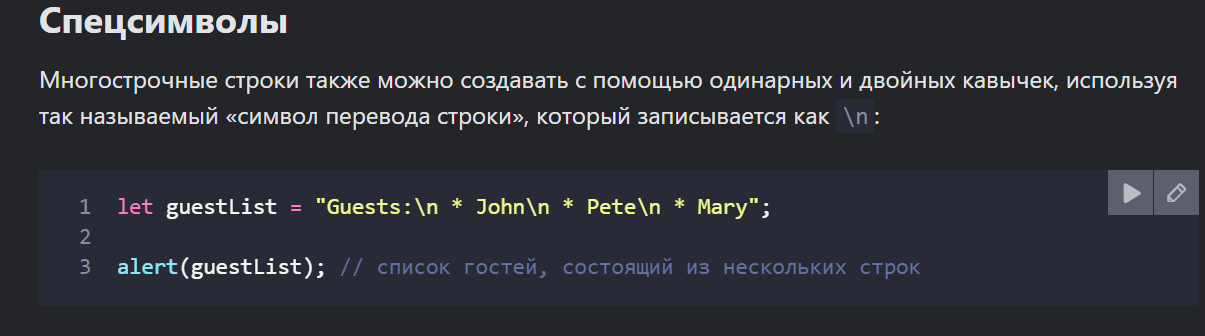 Спецсимволы
Многострочные строки также можно создавать с помощью одинарных и двойных кавычек, используя
так называемый «символ перевода строки», который записывается как \n:
1 let guestList = "Guests:\n * John\n * Pete\n * Mary";
2
3 alert(guestList); // список гостей, состоящий из нескольких строк